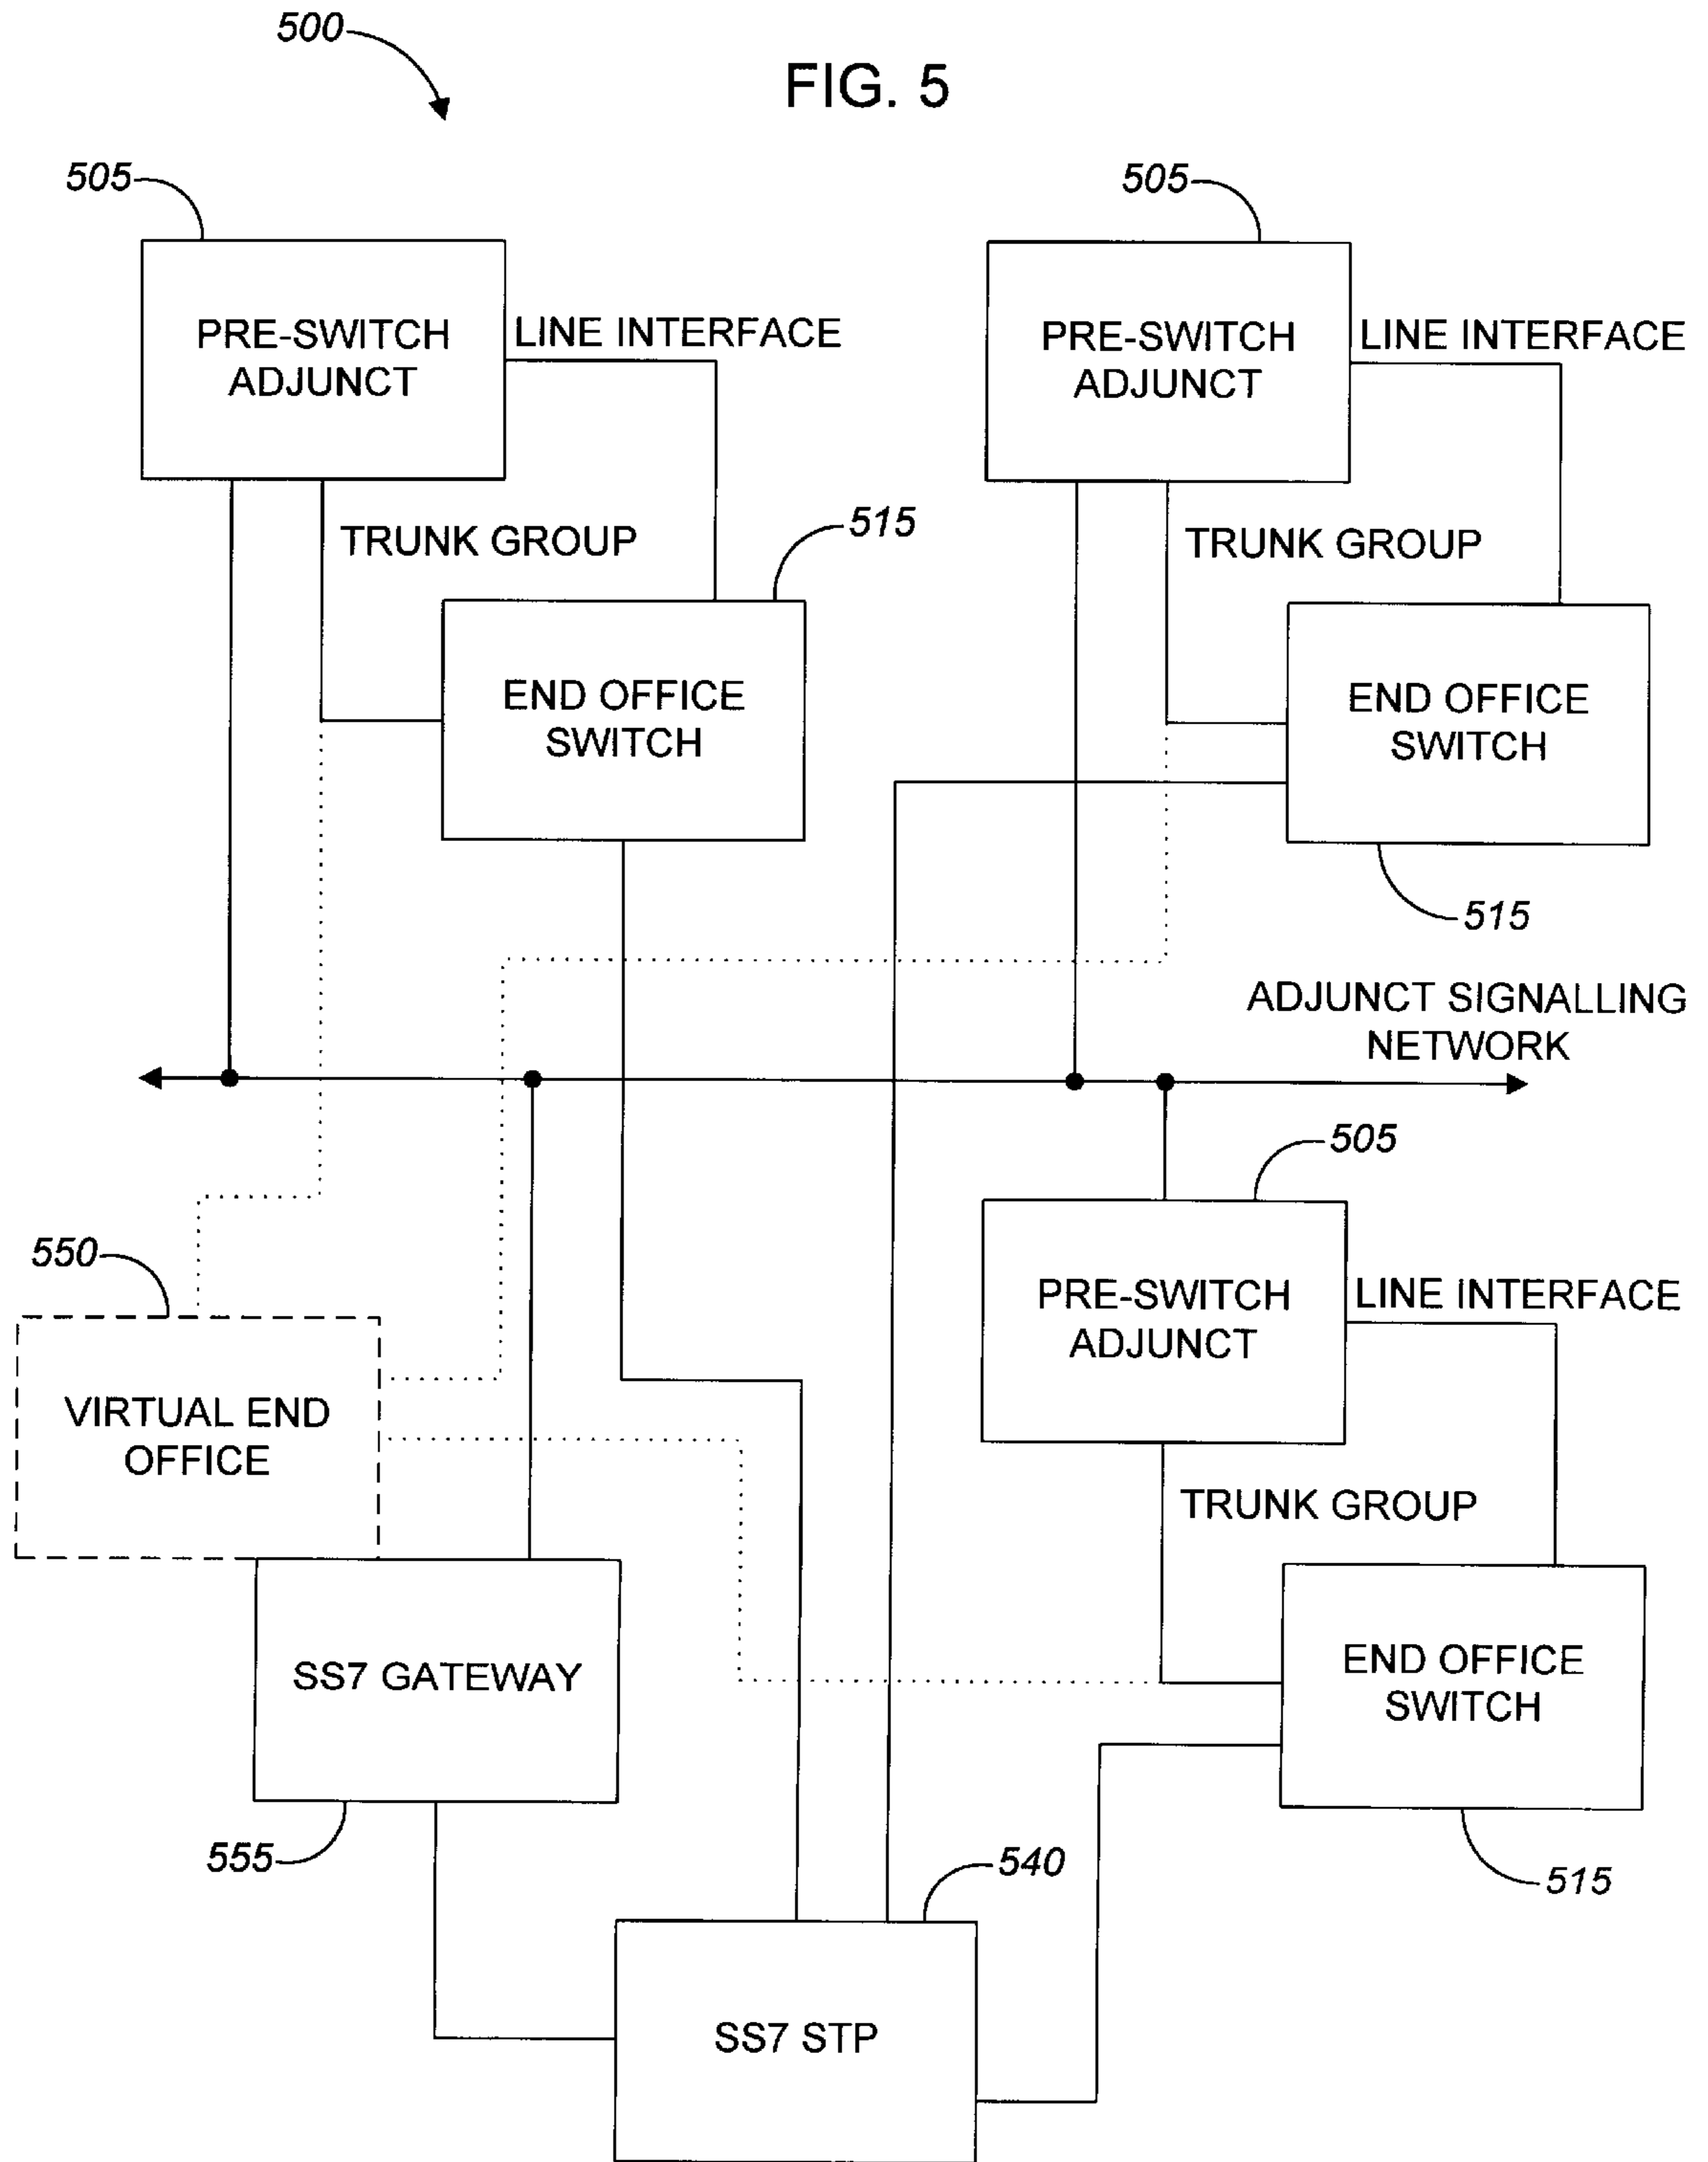 500
FIG. 5
505
505
PRE-SWITCH
ADJUNCT
LINE INTERFACE
PRE-SWITCH
ADJUNCT
LINE INTERFACE
TRUNK GROUP
515
TRUNK GROUP
END OFFICE
SWITCH
END OFFICE
SWITCH
515
ADJUNCT SIGNALLING
NETWORK
505
550
PRE-SWITCH
ADJUNCT
LINE INTERFACE
VIRTUAL END
OFFICE
TRUNK GROUP
SS7 GATEWAY
END OFFICE
SWITCH
555
540
515
SS7 STP